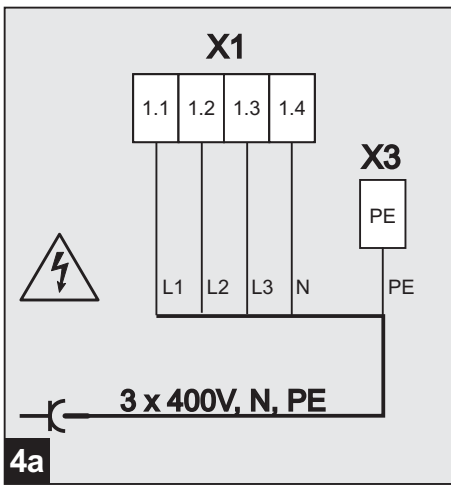 X1
1.1 1.2 1.3 1.4
X3
PE
L1 L2 L3 N PE
3 x 400V, N, PE
4a